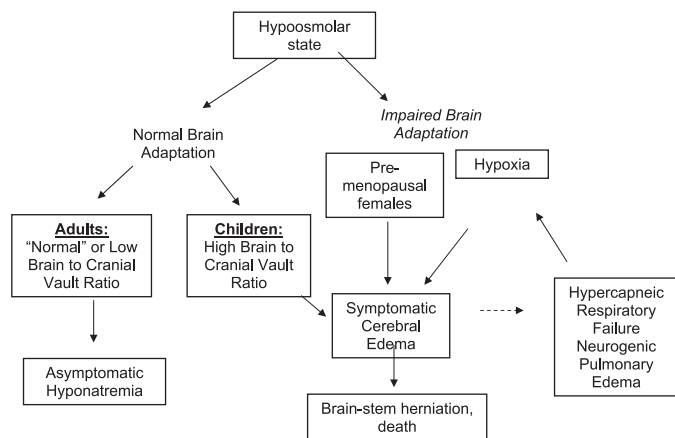 Hypoosmolar
state
Impaired Brain
Adaptation
Normal Brain
Adaptation
Pre-
menopausal
females
Hypoxia
Adults:
"Normal" or Low
Brain to Cranial
Vault Ratio
Children:
High Brain to
Cranial Vault
Ratio
Symptomatic
Cerebral
Edema
Hypercapneic
Respiratory
Failure
Neurogenic
Pulmonary
Edema
Asymptomatic
Hyponatremia
Brain-stem herniation,
death